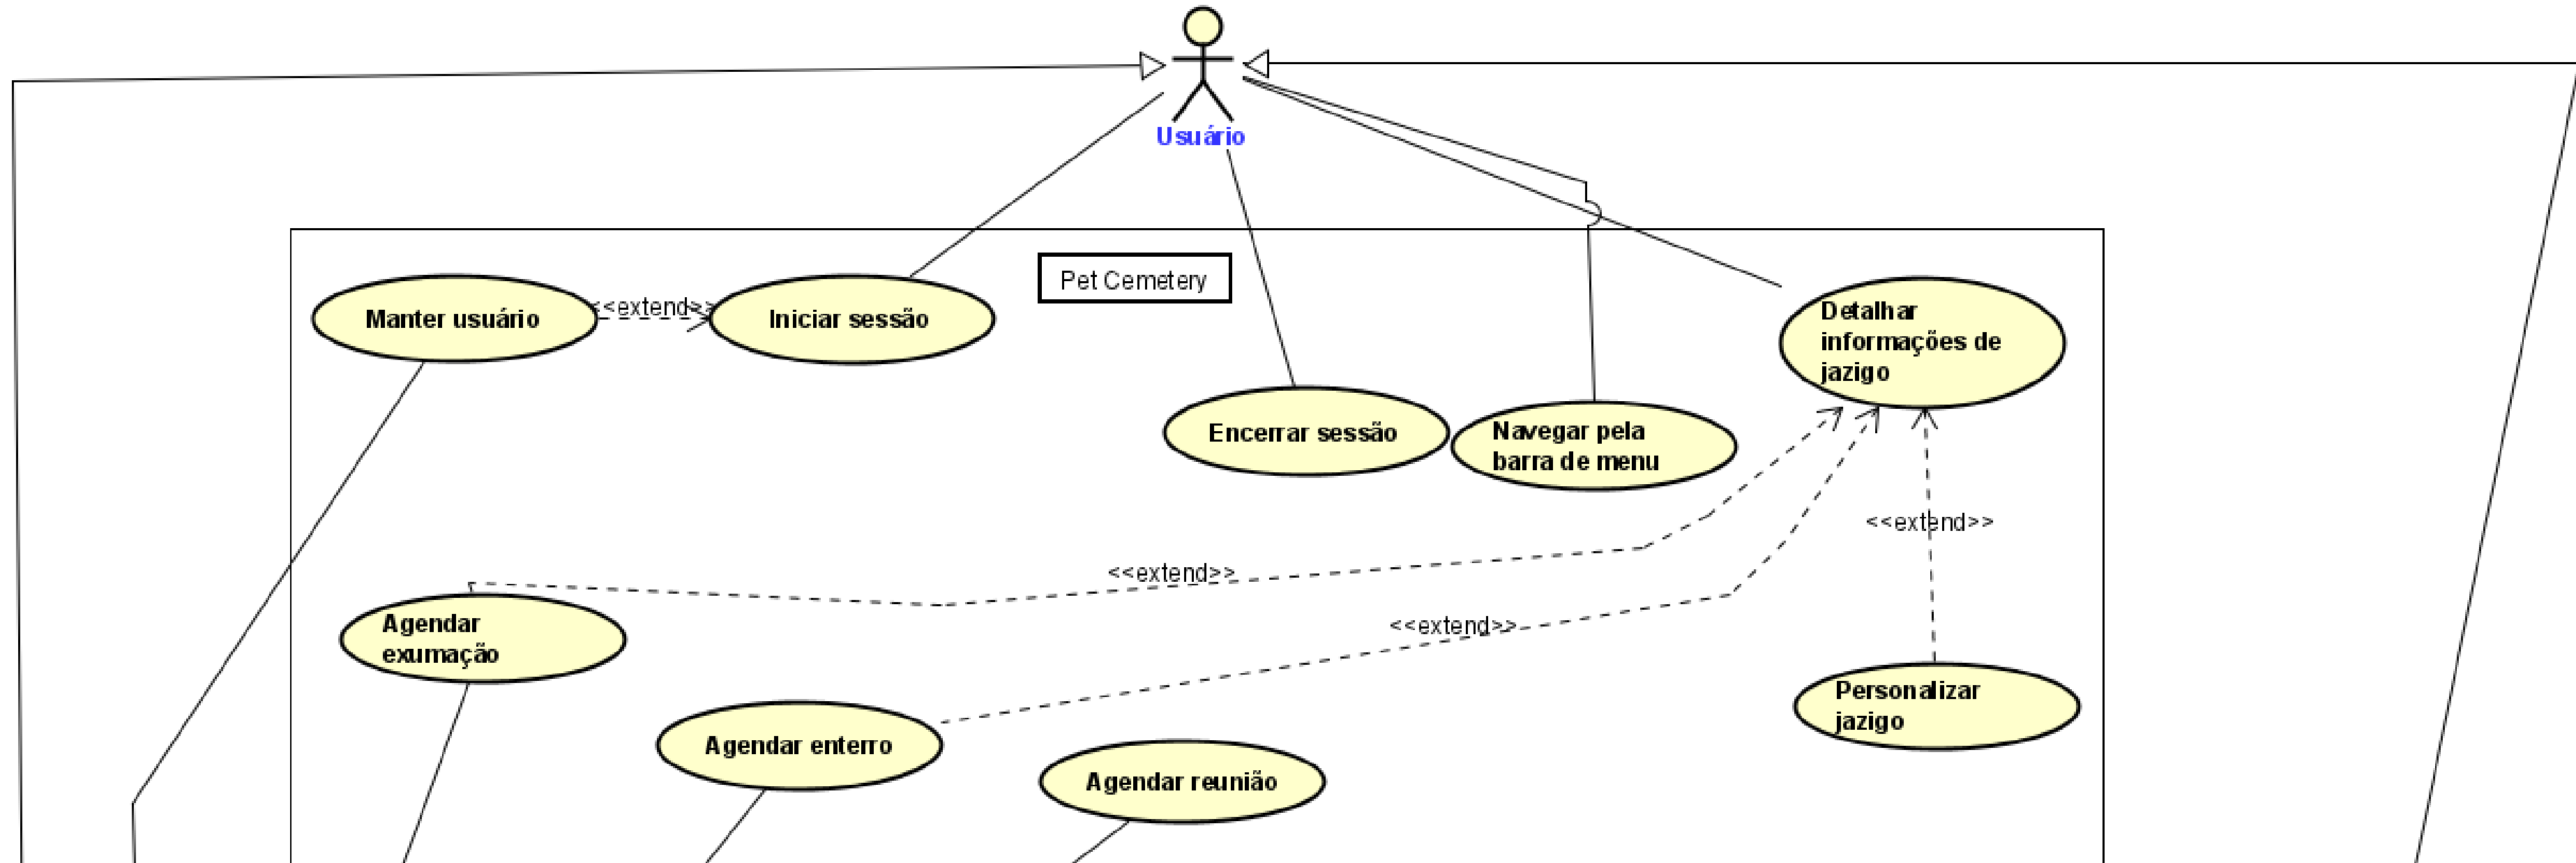 Usuário
Pet Cemetery
Manter usuário
<<extend>>
Iniciar sessão
Detalhar
informações de
jazigo
Encerrar sessão
Navegar pela
barra de menu
<<extend>>
<<extend>>
<<extend>>
Agendar
exumação
Personalizar
jazigo
Agendar enterro
Agendar reunião